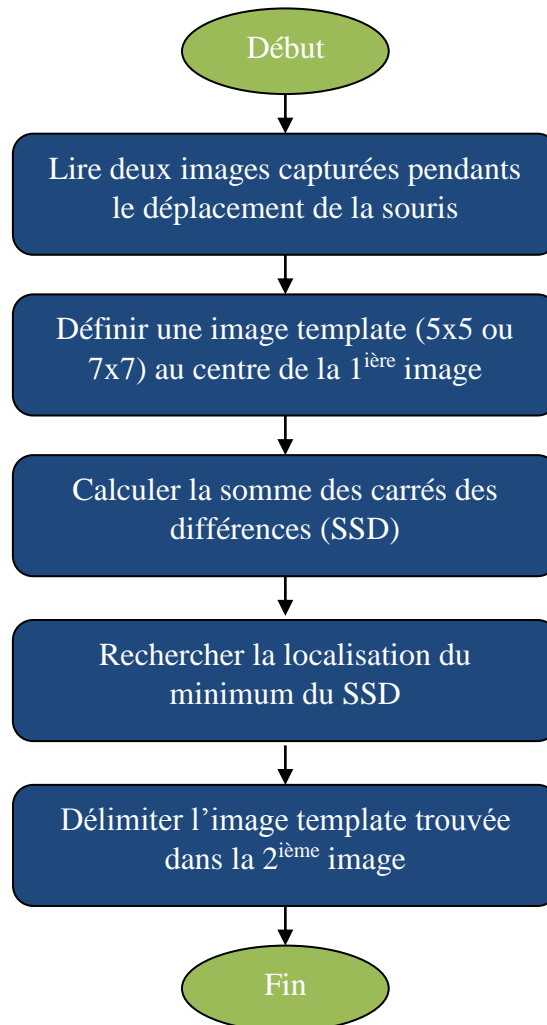 Début
Lire deux images capturées pendants
le déplacement de la souris
Définir une image template (5x5 ou
7x7) au centre de la 1ière image
Calculer la somme des carrés des
différences (SSD)
Rechercher la localisation du
minimum du SSD
Délimiter l’image template trouvée
dans la 2ième image
Fin